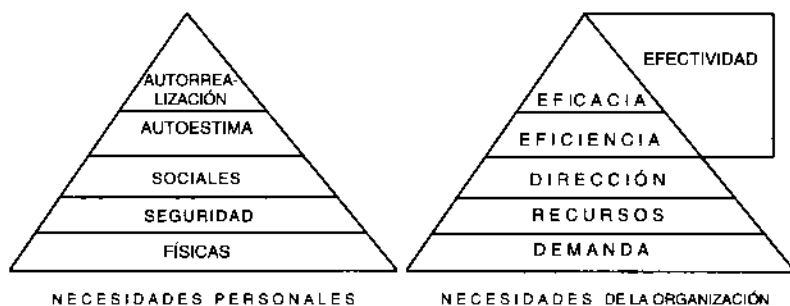 AUTORREA-
LIZACIÓN
AUTOESTIMA
SOCIALES
SEGURIDAD
FÍSICAS
NECESIDADES PERSONALES
EFECTIVIDAD
EFICACIA
EFICIENCIA
DIRECCIÓN
RECURSOS
DEMANDA
NECESIDADES DE LA ORGANIZACIÓN